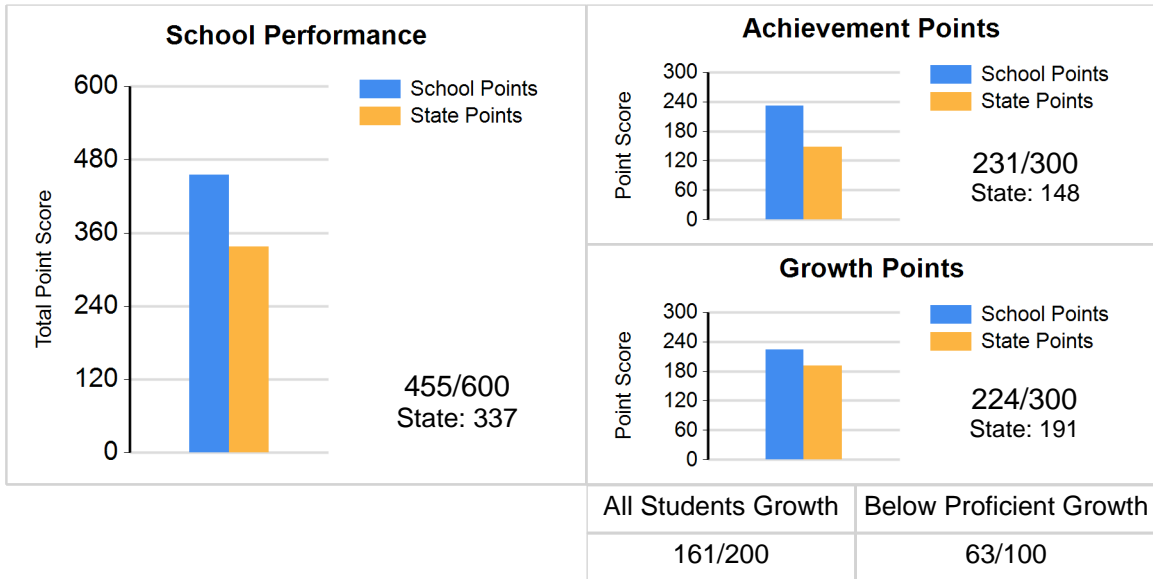 School Performance
600
480
360
240
120
0
Total Point Score
School Points
State Points
455/600
State: 337
Achievement Points
300
240
180
120
60
0
Point Score
School Points
State Points
231/300
State: 148
Growth Points
300
240
180
120
60
0
Point Score
School Points
State Points
224/300
State: 191
All Students Growth Below Proficient Growth
161/200 63/100